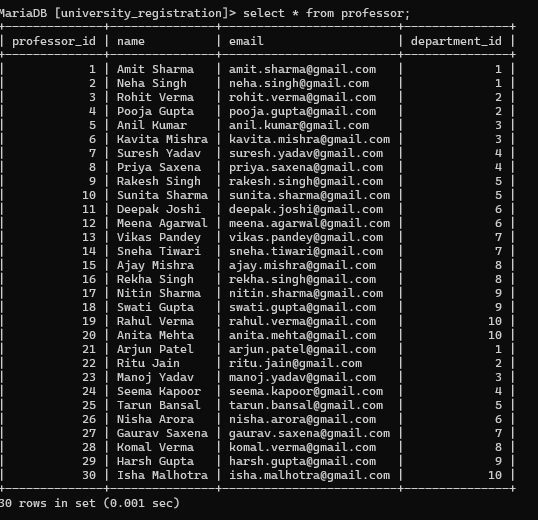 MariaDB [university_registration]> select * from professor;
| professor_id | name | email | department_id |
| 1 | Amit Sharma | amit.sharma@gmail.com | 1 |
| 2 | Neha Singh | neha.singh@gmail.com | 1 |
| 3 | Rohit Verma | rohit.verma@gmail.com | 2 |
| 4 | Pooja Gupta | pooja.gupta@gmail.com | 2 |
| 5 | Anil Kumar | anil.kumar@gmail.com | 3 |
| 6 | Kavita Mishra | kavita.mishra@gmail.com | 3 |
| 7 | Suresh Yadav | suresh.yadav@gmail.com | 4 |
| 8 | Priya Saxena | priya.saxena@gmail.com | 4 |
| 9 | Rakesh Singh | rakesh.singh@gmail.com | 5 |
| 10 | Sunita Sharma | sunita.sharma@gmail.com | 5 |
| 11 | Deepak Joshi | deepak.joshi@gmail.com | 6 |
| 12 | Meena Agarwal | meena.agarwal@gmail.com | 6 |
| 13 | Vikas Pandey | vikas.pandey@gmail.com | 7 |
| 14 | Sneha Tiwari | sneha.tiwari@gmail.com | 7 |
| 15 | Ajay Mishra | ajay.mishra@gmail.com | 8 |
| 16 | Rekha Singh | rekha.singh@gmail.com | 8 |
| 17 | Nitin Sharma | nitin.sharma@gmail.com | 9 |
| 18 | Swati Gupta | swati.gupta@gmail.com | 9 |
| 19 | Rahul Verma | rahul.verma@gmail.com | 10 |
| 20 | Anita Mehta | anita.mehta@gmail.com | 10 |
| 21 | Arjun Patel | arjun.patel@gmail.com | 1 |
| 22 | Ritu Jain | ritu.jain@gmail.com | 2 |
| 23 | Manoj Yadav | manoj.yadav@gmail.com | 3 |
| 24 | Seema Kapoor | seema.kapoor@gmail.com | 4 |
| 25 | Tarun Bansal | tarun.bansal@gmail.com | 5 |
| 26 | Nisha Arora | nisha.arora@gmail.com | 6 |
| 27 | Gaurav Saxena | gaurav.saxena@gmail.com | 7 |
| 28 | Komal Verma | komal.verma@gmail.com | 8 |
| 29 | Harsh Gupta | harsh.gupta@gmail.com | 9 |
| 30 | Isha Malhotra | isha.malhotra@gmail.com | 10 |
30 rows in set (0.001 sec)